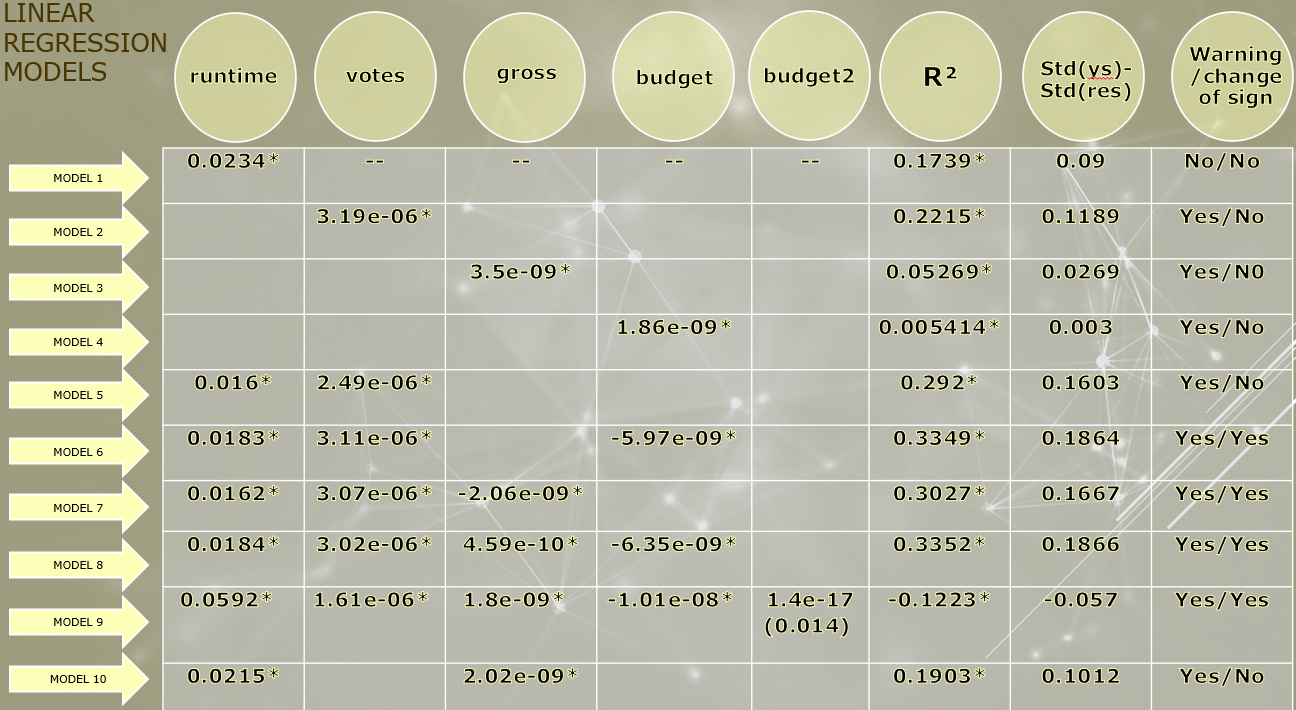 LINEAR
REGRESSION
MODELS
runtime
votes
gross
budget
budget2
R²
Std(ys)-
Std(res)
Warning
/change
of sign
MODEL 1 0.0234* -- -- -- -- 0.1739* 0.09 No/No
MODEL 2 3.19e-06* 0.2215* 0.1189 Yes/No
MODEL 3 3.5e-09* 0.05269* 0.0269 Yes/N0
MODEL 4 1.86e-09* 0.005414* 0.003 Yes/No
MODEL 5 0.016* 2.49e-06* 0.292* 0.1603 Yes/No
MODEL 6 0.0183* 3.11e-06* -5.97e-09* 0.3349* 0.1864 Yes/Yes
MODEL 7 0.0162* 3.07e-06* -2.06e-09* 0.3027* 0.1667 Yes/Yes
MODEL 8 0.0184* 3.02e-06* 4.59e-10* -6.35e-09* 0.3352* 0.1866 Yes/Yes
MODEL 9 0.0592* 1.61e-06* 1.8e-09* -1.01e-08* 1.4e-17 -0.1223* -0.057 Yes/Yes
(0.014)
MODEL 10 0.0215* 2.02e-09* 0.1903* 0.1012 Yes/No